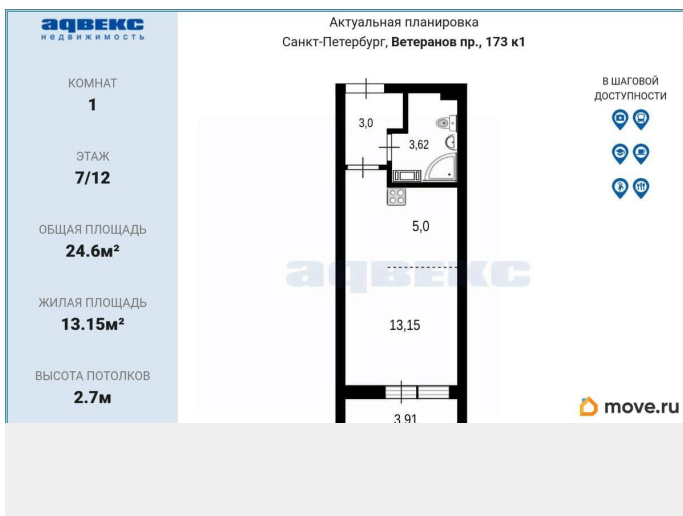 адвекс
недвижимость
КОМНАТ
1
ЭТАЖ
7/12
ОБЩАЯ ПЛОЩАДЬ
24.6м²
ЖИЛАЯ ПЛОЩАДЬ
13.15м²
ВЫСОТА ПОТОЛКОВ
2.7м
Актуальная планировка
Санкт-Петербург, Ветеранов пр., 173 к1
3,0
3,62
5,0
адвекс
13,15
3,91
В ШАГОВОЙ
ДОСТУПНОСТИ
move.ru